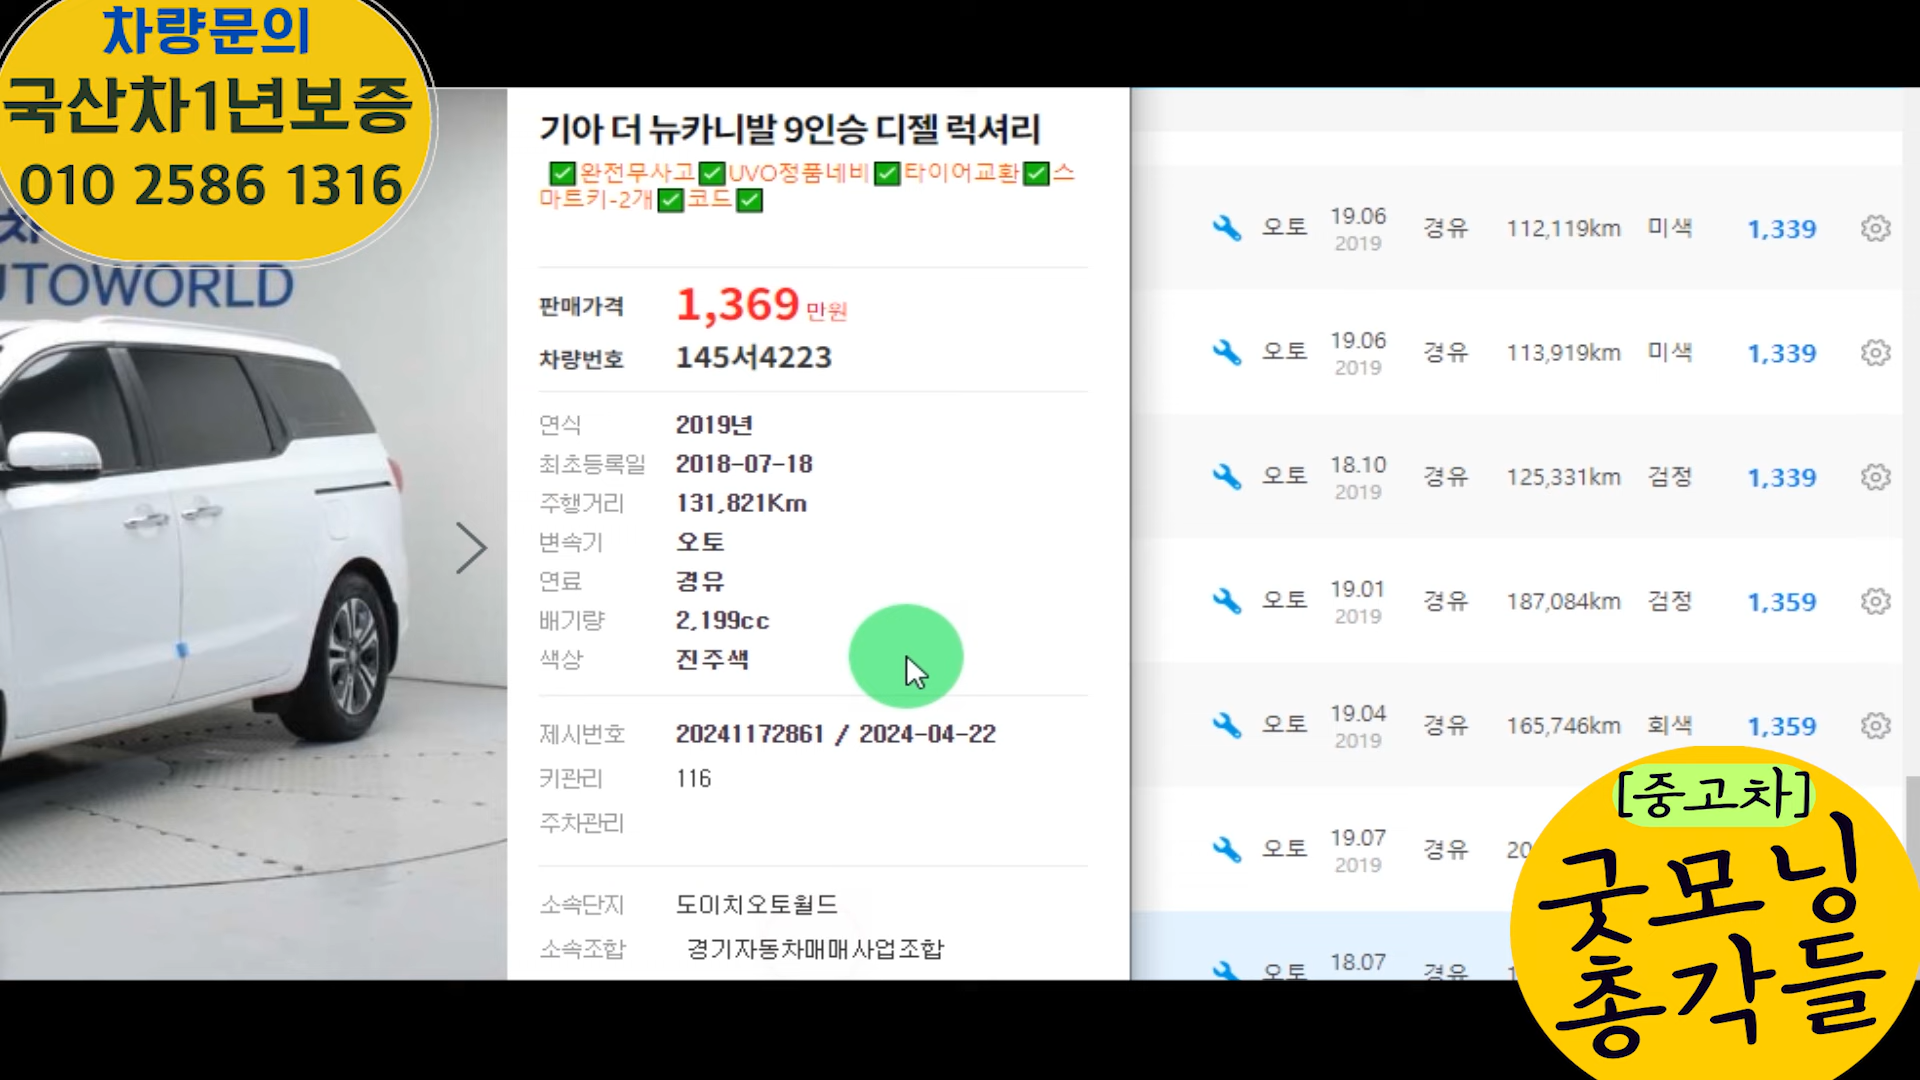 차량문의
국산차1년보증
010 2586 1316
UTOWORLD
기아 더 뉴카니발 9인승 디젤 럭셔리
✅완전무사고✅UVO정품네비✅타이어교환✅스
마트키-2개✅코드✅
판매가격 1,369 만원
차량번호 145서4223
연식 2019년
최초등록일 2018-07-18
주행거리 131,821Km
변속기 오토
연료 경유
배기량 2,199cc
색상 진주색
제시번호 20241172861 / 2024-04-22
키관리 116
주차관리
소속단지 도이치오토월드
소속조합 경기자동차매매사업조합
오토 19.06 경유 112,119km 미색 1,339
2019
오토 19.06 경유 113,919km 미색 1,339
2019
오토 18.10 경유 125,331km 검정 1,339
2019
오토 19.01 경유 187,084km 검정 1,359
2019
오토 19.04 경유 165,746km 회색 1,359
2019
오토 19.07 경유 20
2019
오토 18.07 경유 1
[중고차]
굿모닝
총각들